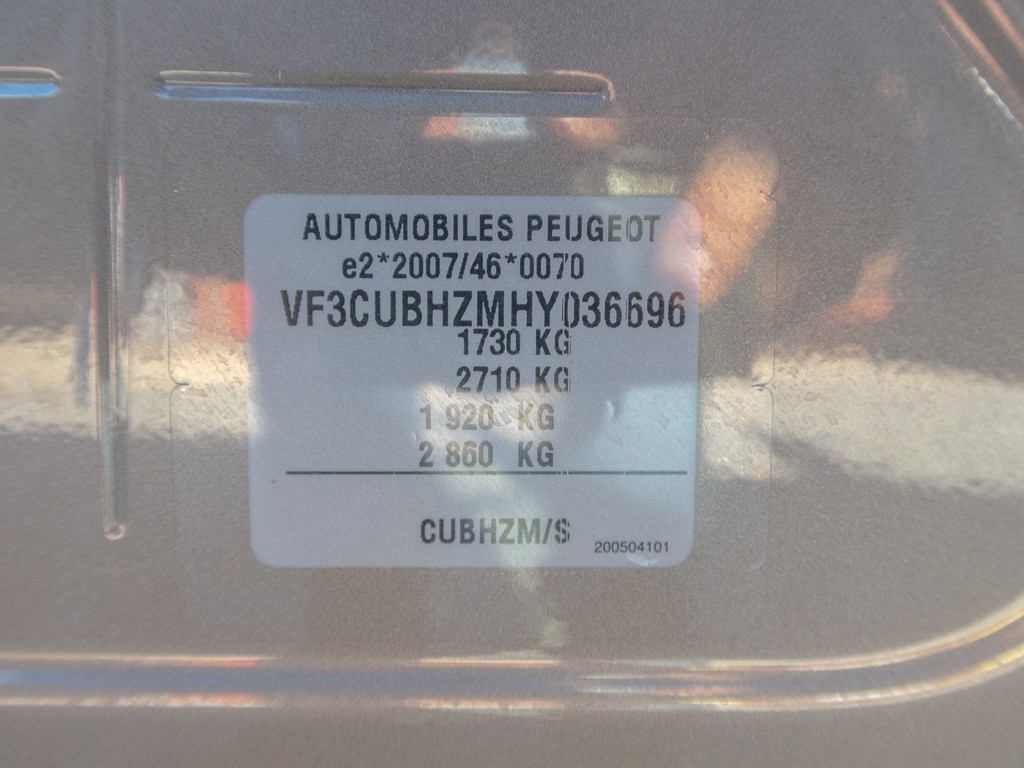 AUTOMOBILES PEUGEOT
e2*2007/46*0070
VF3CUBHZMHY036696
1730 KG
2710 KG
1 920 KG
2 860 KG
CUBHZM/S
200504101